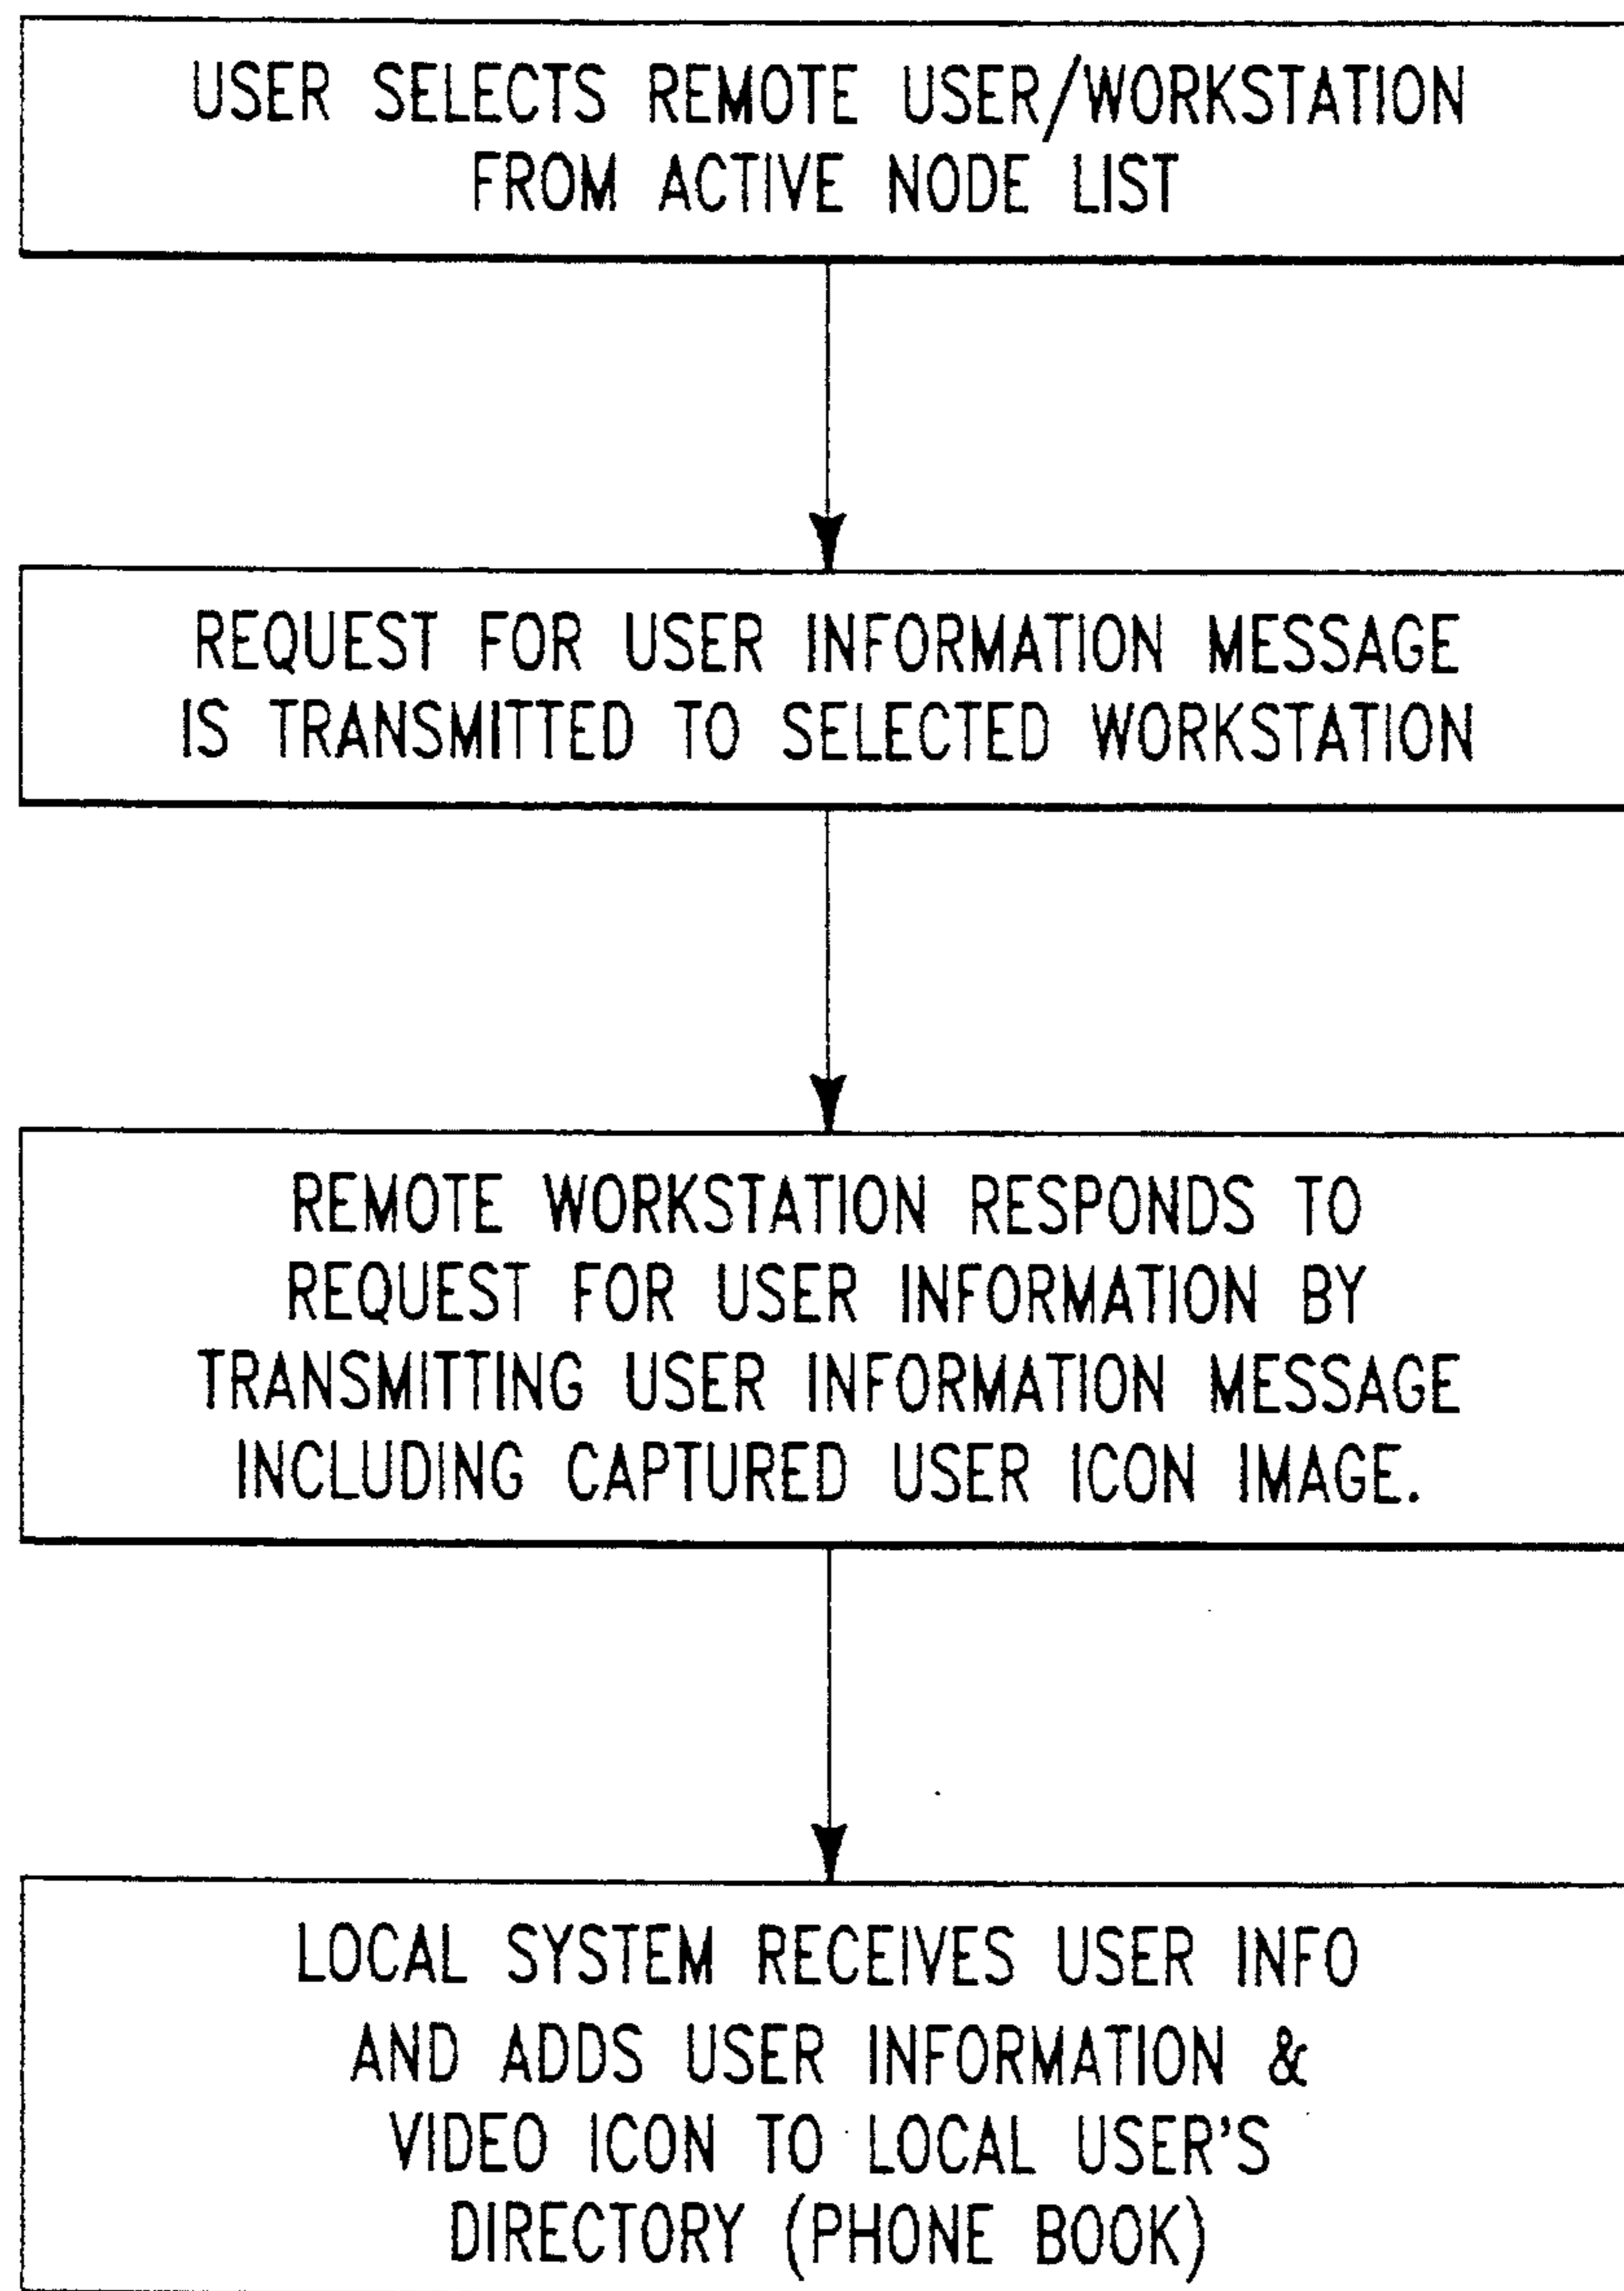 USER SELECTS REMOTE USER/WORKSTATION
FROM ACTIVE NODE LIST
REQUEST FOR USER INFORMATION MESSAGE
IS TRANSMITTED TO SELECTED WORKSTATION
REMOTE WORKSTATION RESPONDS TO
REQUEST FOR USER INFORMATION BY
TRANSMITTING USER INFORMATION MESSAGE
INCLUDING CAPTURED USER ICON IMAGE.
LOCAL SYSTEM RECEIVES USER INFO
AND ADDS USER INFORMATION &
VIDEO ICON TO LOCAL USER'S
DIRECTORY (PHONE BOOK)